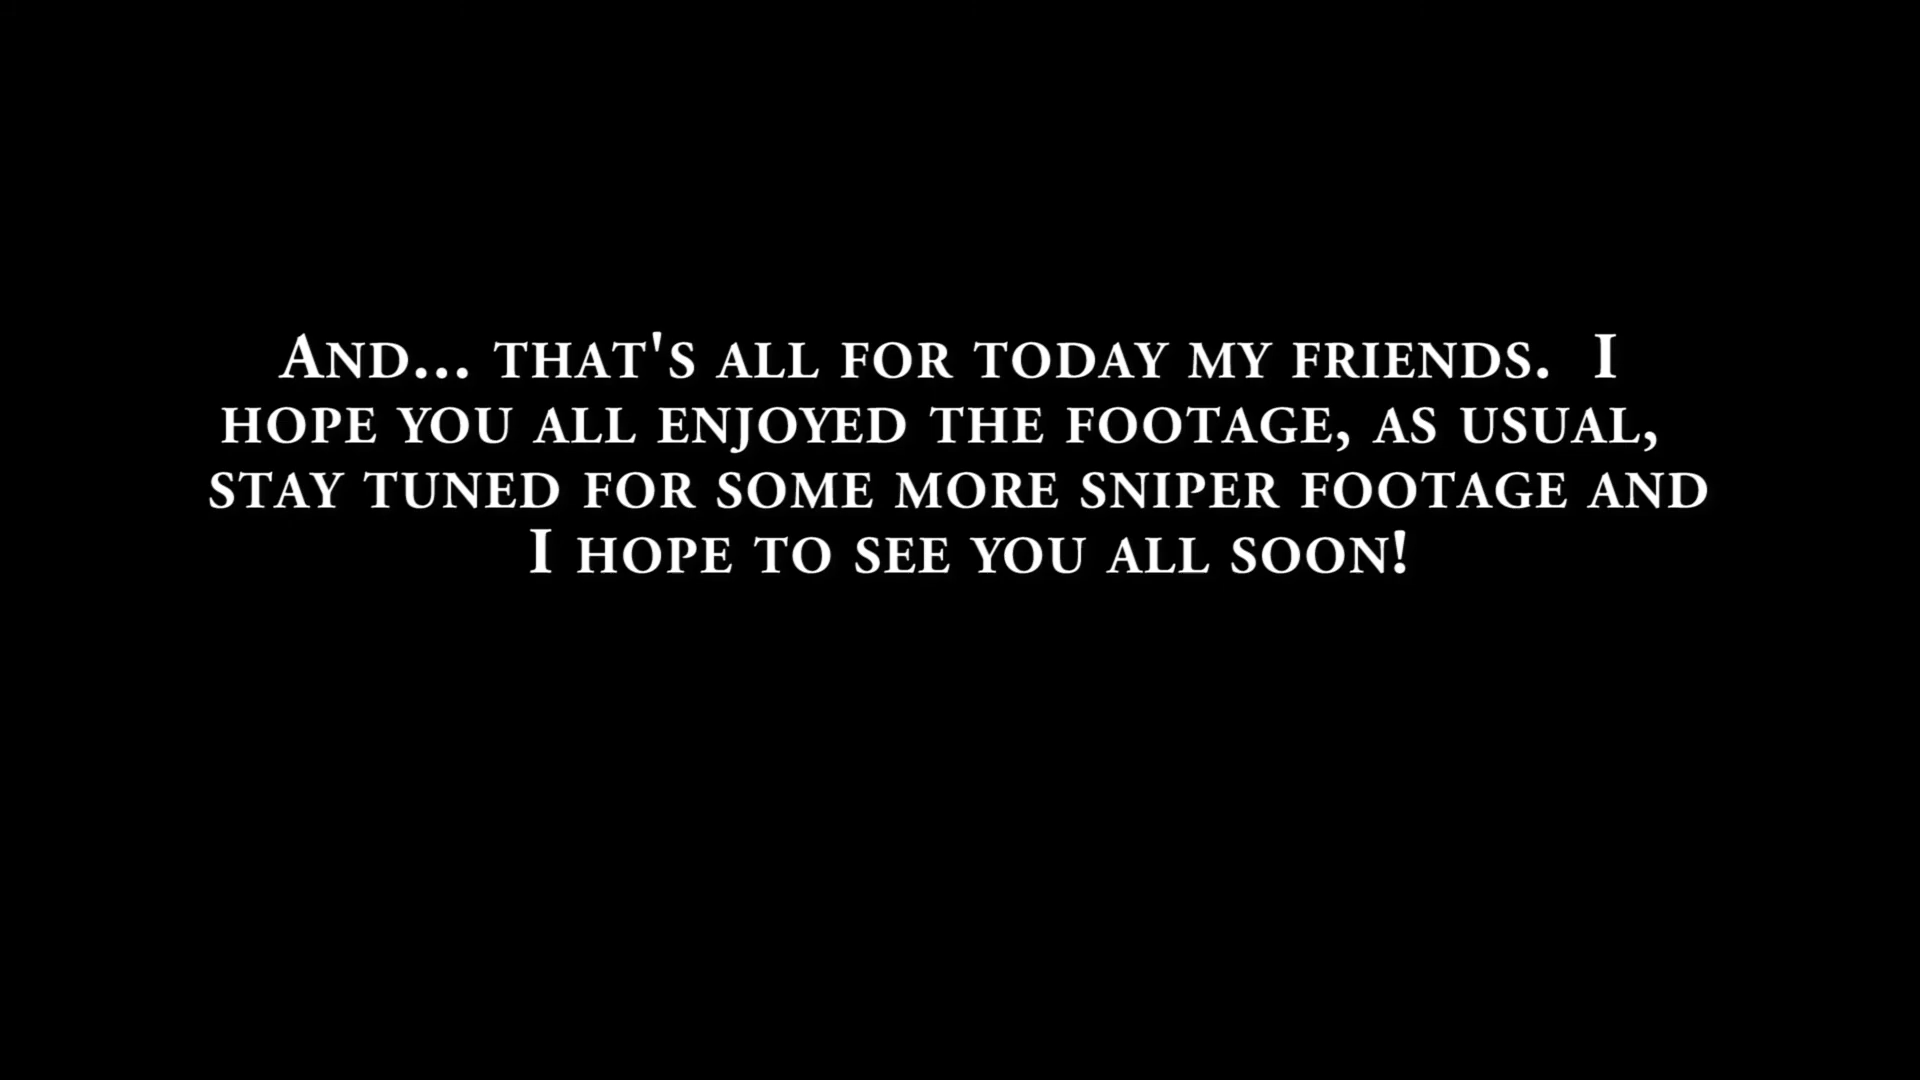 And... that's all for today my friends.  I
hope you all enjoyed the footage, as usual,
stay tuned for some more sniper footage and
I hope to see you all soon!